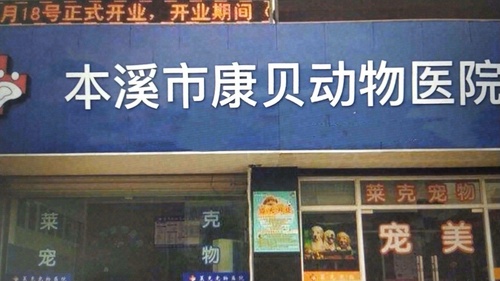 月18号正式开业，开业期间
本溪市康贝动物医院
莱克
宠物
莱克宠物
宠美